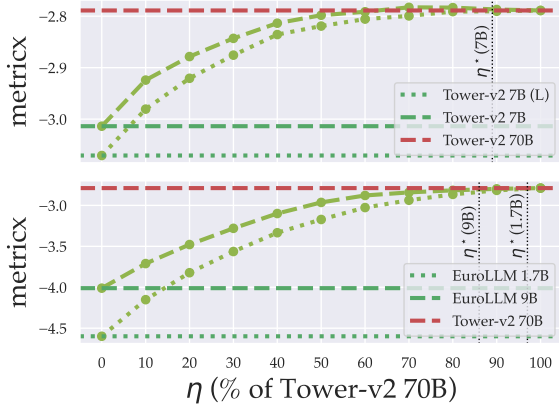 metricx
−2.8
−2.9
−3.0
η* (7B)
Tower-v2 7B (L)
Tower-v2 7B
Tower-v2 70B
metricx
−3.0
−3.5
−4.0
−4.5
η* (9B)
η* (1.7B)
EuroLLM 1.7B
EuroLLM 9B
Tower-v2 70B
0 10 20 30 40 50 60 70 80 90 100
η (% of Tower-v2 70B)